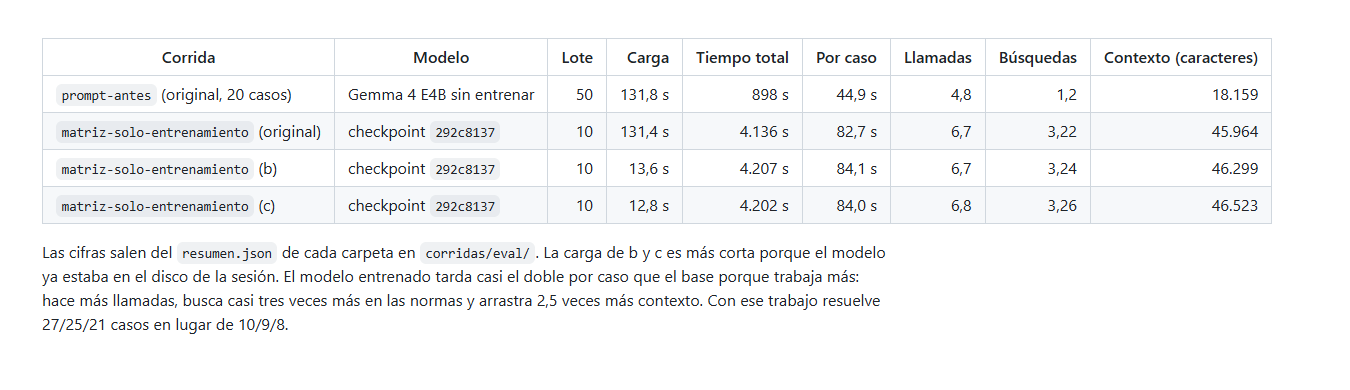 Corrida Modelo Lote Carga Tiempo total Por caso Llamadas Búsquedas Contexto (caracteres)
prompt-antes (original, 20 casos) Gemma 4 E4B sin entrenar 50 131,8 s 898 s 44,9 s 4,8 1,2 18.159
matriz-solo-entrenamiento (original) checkpoint 292c8137 10 131,4 s 4.136 s 82,7 s 6,7 3,22 45.964
matriz-solo-entrenamiento (b) checkpoint 292c8137 10 13,6 s 4.207 s 84,1 s 6,7 3,24 46.299
matriz-solo-entrenamiento (c) checkpoint 292c8137 10 12,8 s 4.202 s 84,0 s 6,8 3,26 46.523
Las cifras salen del resumen.json de cada carpeta en corridas/eval/. La carga de b y c es más corta porque el modelo
ya estaba en el disco de la sesión. El modelo entrenado tarda casi el doble por caso que el base porque trabaja más:
hace más llamadas, busca casi tres veces más en las normas y arrastra 2,5 veces más contexto. Con ese trabajo resuelve
27/25/21 casos en lugar de 10/9/8.